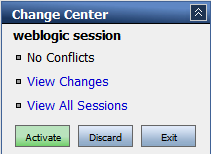 Change Center
weblogic session
No Conflicts
View Changes
View All Sessions
Activate Discard Exit